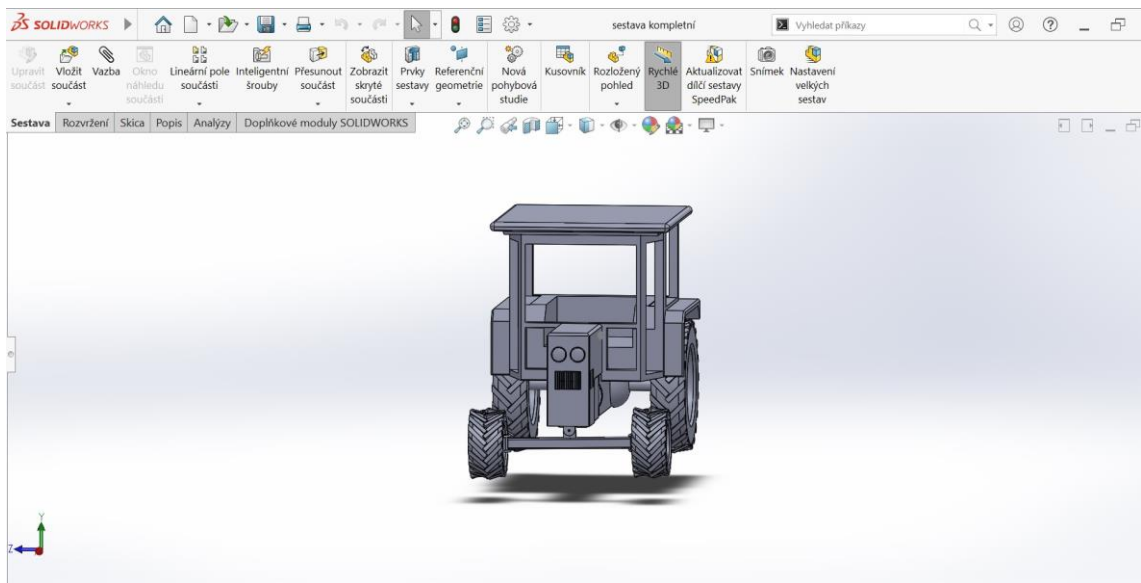 SOLIDWORKS
sestava kompletní
Vyhledat příkazy
Upravit Vložit Vazba Okno Lineární pole Inteligentní Přesunout Zobrazit Prvky Referenční Nová Kusovník Rozložený Rychlé Aktualizovat Snímek Nastavení
součást součást náhledu součásti šrouby součást skryté sestavy geometrie pohybová pohled 3D dílčí sestavy velkých
součásti součásti studie SpeedPak sestav
Sestava Rozvržení Skica Popis Analýzy Doplňkové moduly SOLIDWORKS
Y
Z